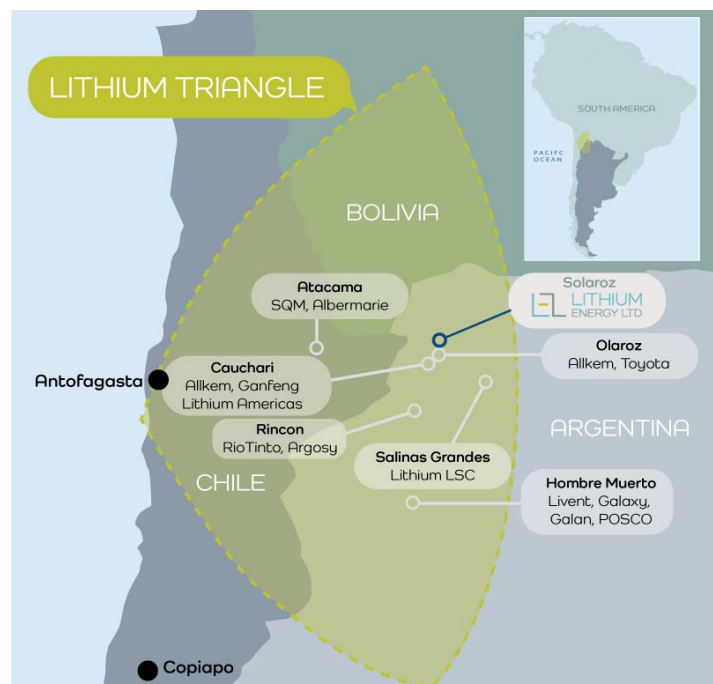 LITHIUM TRIANGLE
SOUTH AMERICA
PACIFC
OCEAN
BOLIVIA
Atacama
SQM, Albermarie
Solaroz
LEL LITHIUM
ENERGY LTD
Olaroz
Allkem, Toyota
Cauchari
Allkem, Ganfeng
Lithium Americas
Antofagasta
Rincon
RioTinto, Argosy
ARGENTINA
Salinas Grandes
Lithium LSC
CHILE
Hombre Muerto
Livent, Galaxy,
Galan, POSCO
Copiapo